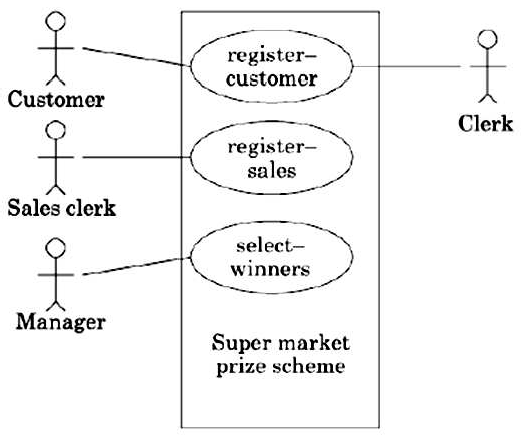 register–
customer
Customer
Clerk
register–
sales
Sales clerk
select–
winners
Manager
Super market
prize scheme